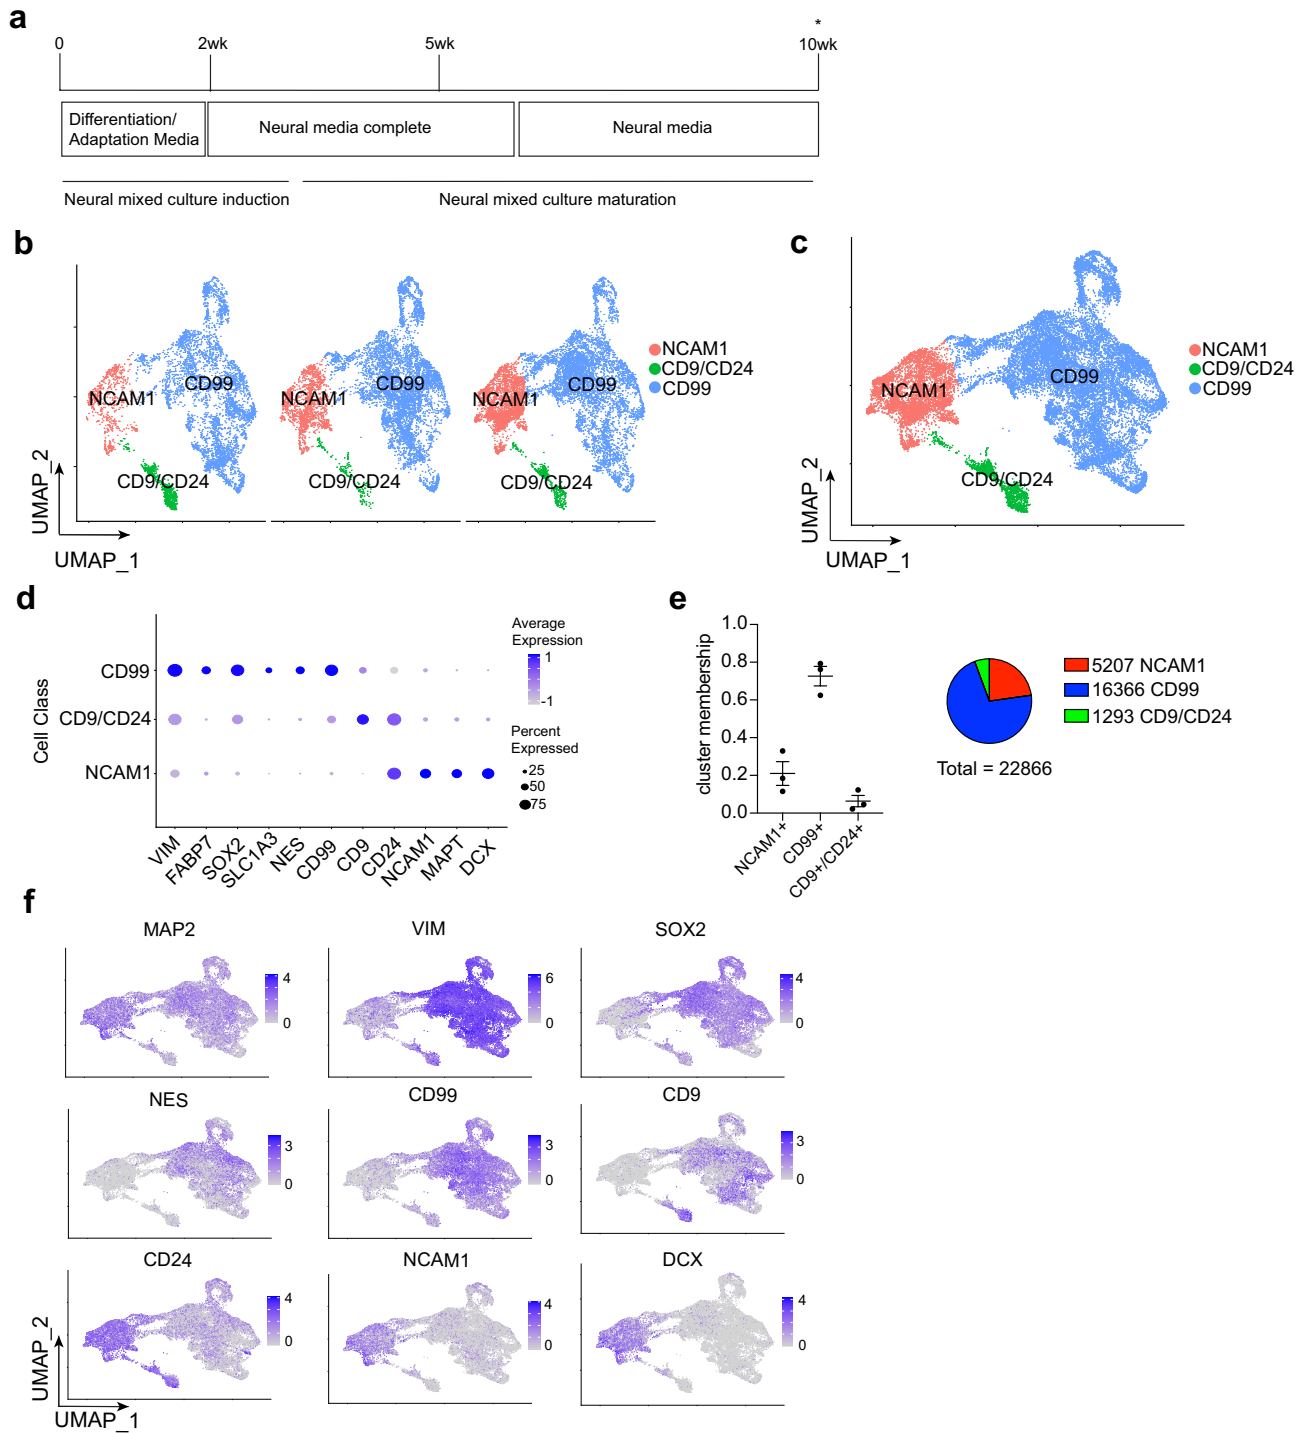 a
*
0 2wk 5wk 10wk
Differentiation/
Adaptation Media
Neural media complete
Neural media
Neural mixed culture induction
Neural mixed culture maturation
b
NCAM1
CD99
CD9/CD24
NCAM1
CD99
CD9/CD24
NCAM1
CD99
CD9/CD24
NCAM1
CD9/CD24
CD99
UMAP_2
UMAP_1
c
NCAM1
CD99
CD9/CD24
NCAM1
CD9/CD24
CD99
UMAP_2
UMAP_1
d
Cell Class
CD99
CD9/CD24
NCAM1
VIM
FABP7
SOX2
SLC1A3
NES
CD99
CD9
CD24
NCAM1
MAPT
DCX
Average
Expression
1
-1
Percent
Expressed
25
50
75
e
cluster membership
1.0
0.8
0.6
0.4
0.2
0.0
NCAM1+
CD99+
CD9+/CD24+
5207 NCAM1
16366 CD99
1293 CD9/CD24
Total = 22866
f
MAP2
4
0
VIM
6
0
SOX2
4
0
NES
3
0
CD99
3
0
CD9
3
0
CD24
4
0
NCAM1
4
0
DCX
4
0
UMAP_2
UMAP_1